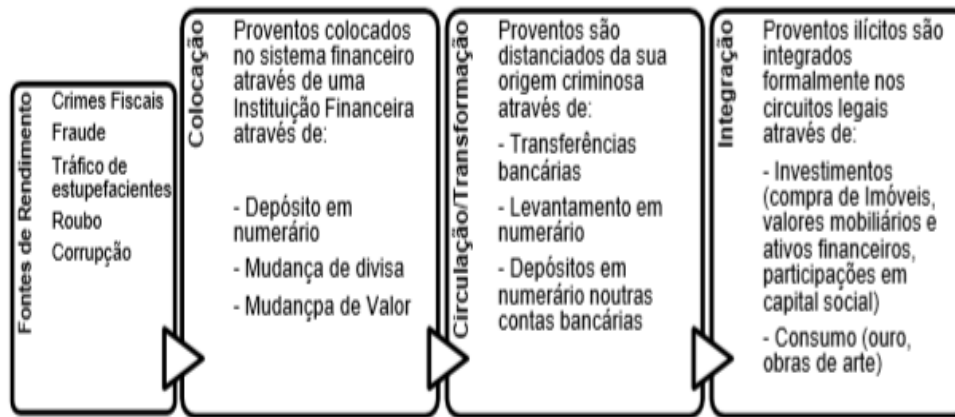 Fontes de Rendimento
Crimes Fiscais
Fraude
Tráfico de
estupefacientes
Roubo
Corrupção
Colocação
Proventos colocados
no sistema financeiro
através de uma
Instituição Financeira
através de:
- Depósito em
numerário
- Mudança de divisa
- Mudançpa de Valor
Circulação/Transformação
Proventos são
distanciados da sua
origem criminosa
através de:
- Transferências
bancárias
- Levantamento em
numerário
- Depósitos em
numerário noutras
contas bancárias
Integração
Proventos ilícitos são
integrados
formalmente nos
circuitos legais
através de:
- Investimentos
(compra de Imóveis,
valores mobiliários e
ativos financeiros,
participações em
capital social)
- Consumo (ouro,
obras de arte)